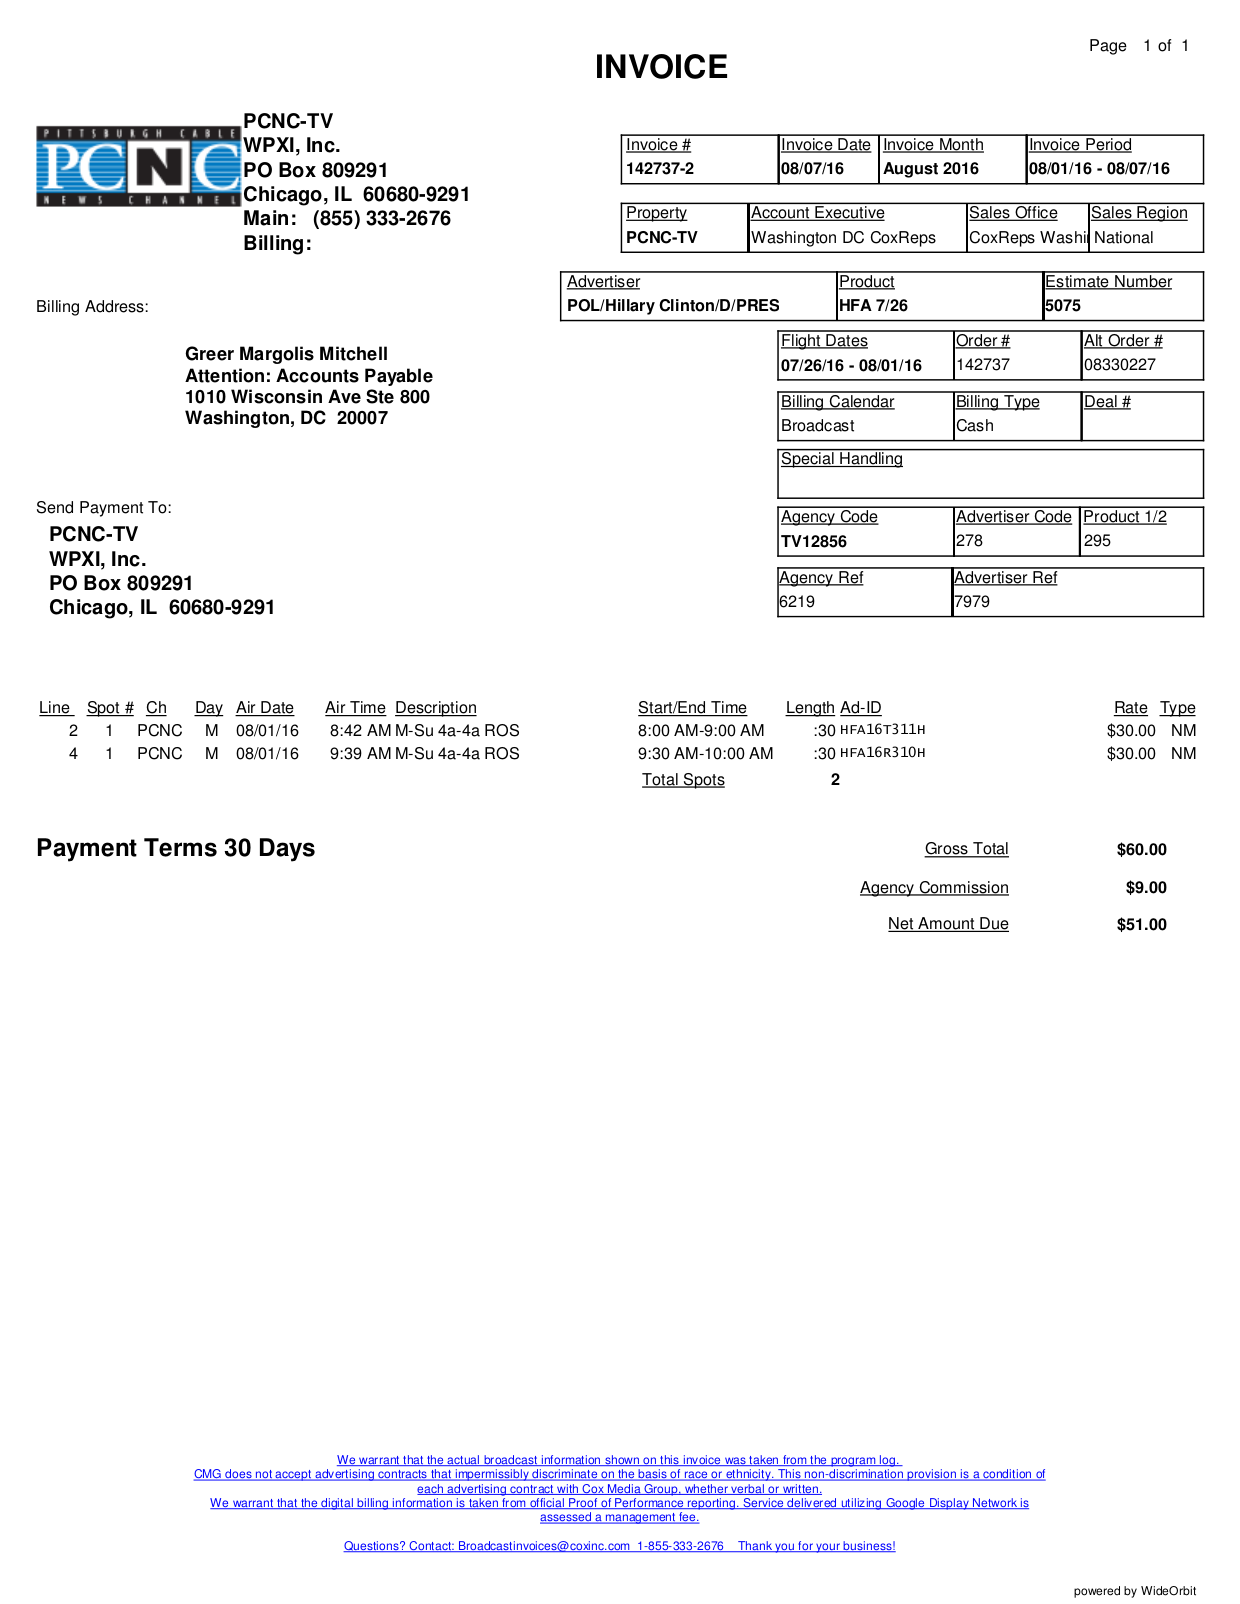 Page 1 of 1
INVOICE
PITTSBURGH CABLE
PCNC
NEWS CHANNEL
PCNC-TV
WPXI, Inc.
PO Box 809291
Chicago, IL 60680-9291
Main: (855) 333-2676
Billing:
Invoice # Invoice Date Invoice Month Invoice Period
142737-2 08/07/16 August 2016 08/01/16 - 08/07/16
Property Account Executive Sales Office Sales Region
PCNC-TV Washington DC CoxReps CoxReps Washi National
Advertiser Product Estimate Number
POL/Hillary Clinton/D/PRES HFA 7/26 5075
Billing Address:
Greer Margolis Mitchell
Attention: Accounts Payable
1010 Wisconsin Ave Ste 800
Washington, DC 20007
Flight Dates Order # Alt Order #
07/26/16 - 08/01/16 142737 08330227
Billing Calendar Billing Type Deal #
Broadcast Cash
Special Handling
Send Payment To:
PCNC-TV
WPXI, Inc.
PO Box 809291
Chicago, IL 60680-9291
Agency Code Advertiser Code Product 1/2
TV12856 278 295
Agency Ref Advertiser Ref
6219 7979
Line Spot # Ch Day Air Date Air Time Description Start/End Time Length Ad-ID Rate Type
2 1 PCNC M 08/01/16 8:42 AM M-Su 4a-4a ROS 8:00 AM-9:00 AM :30 HFA16T311H $30.00 NM
4 1 PCNC M 08/01/16 9:39 AM M-Su 4a-4a ROS 9:30 AM-10:00 AM :30 HFA16R310H $30.00 NM
Total Spots 2
Payment Terms 30 Days
Gross Total $60.00
Agency Commission $9.00
Net Amount Due $51.00
We warrant that the actual broadcast information shown on this invoice was taken from the program log.
CMG does not accept advertising contracts that impermissibly discriminate on the basis of race or ethnicity. This non-discrimination provision is a condition of
each advertising contract with Cox Media Group, whether verbal or written.
We warrant that the digital billing information is taken from official Proof of Performance reporting. Service delivered utilizing Google Display Network is
assessed a management fee.
Questions? Contact: Broadcastinvoices@coxinc.com 1-855-333-2676 Thank you for your business!
powered by WideOrbit